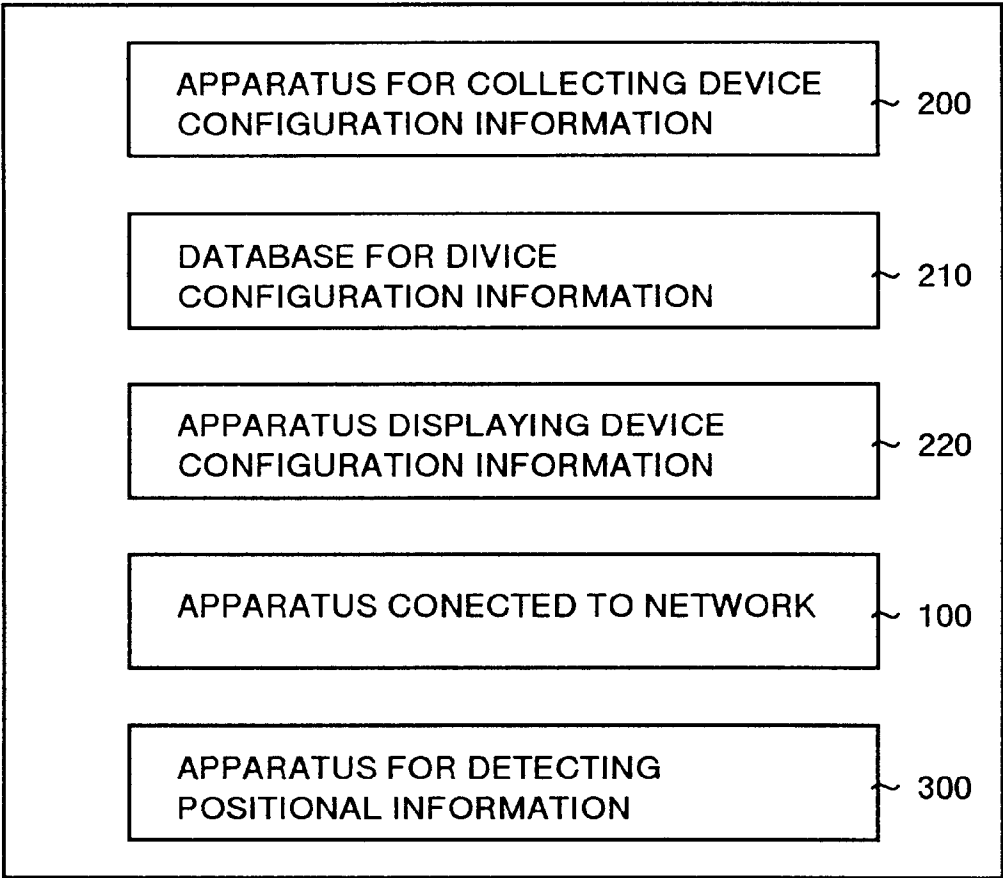 APPARATUS FOR COLLECTING DEVICE
CONFIGURATION INFORMATION
200
DATABASE FOR DIVICE
CONFIGURATION INFORMATION
210
APPARATUS DISPLAYING DEVICE
CONFIGURATION INFORMATION
220
APPARATUS CONECTED TO NETWORK
100
APPARATUS FOR DETECTING
POSITIONAL INFORMATION
300